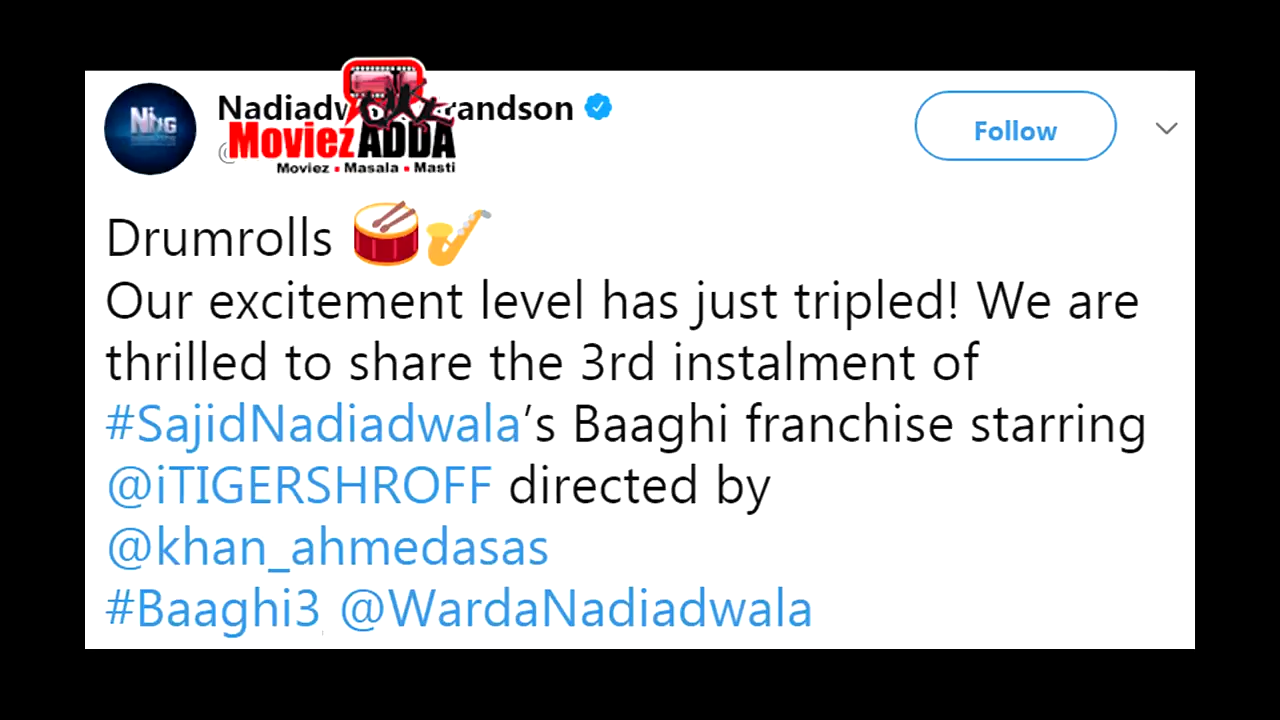 NG
randson
Follow
Moviez ADDA
Moviez • Masala • Masti
@
Drumrolls
Our excitement level has just tripled! We are
thrilled to share the 3rd instalment of
#SajidNadiadwala’s Baaghi franchise starring
@iTIGERSHROFF directed by
@khan_ahmedasas
#Baaghi3 @WardaNadiadwala